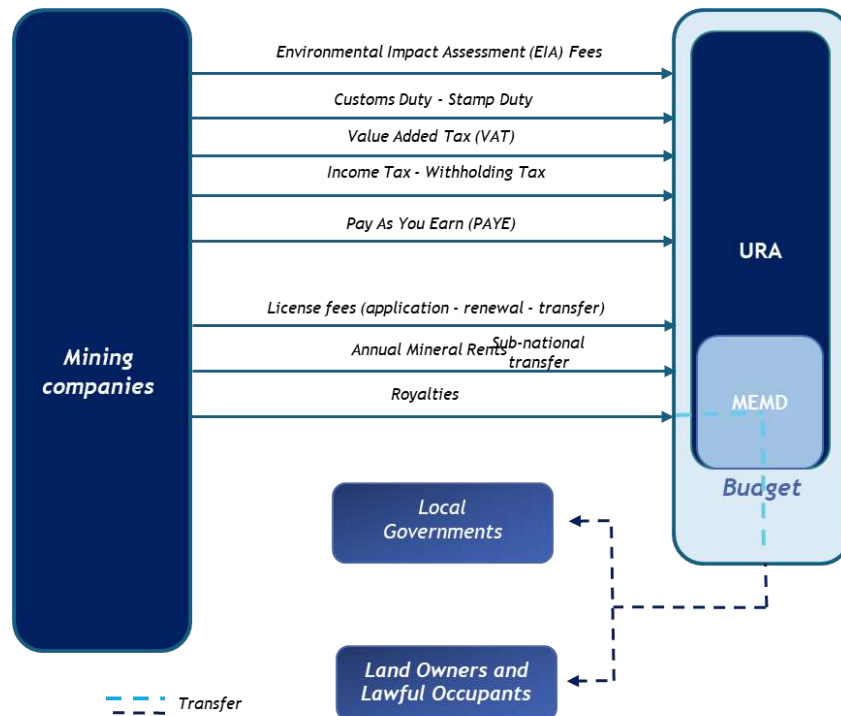 Environmental Impact Assessment (EIA) Fees
Customs Duty - Stamp Duty
Value Added Tax (VAT)
Income Tax - Withholding Tax
Pay As You Earn (PAYE)
URA
License fees (application - renewal - transfer)
Mining
companies
Annual Mineral Rents
Sub-national
transfer
Royalties
MEMD
Budget
Local
Governments
Land Owners and
Lawful Occupants
Transfer